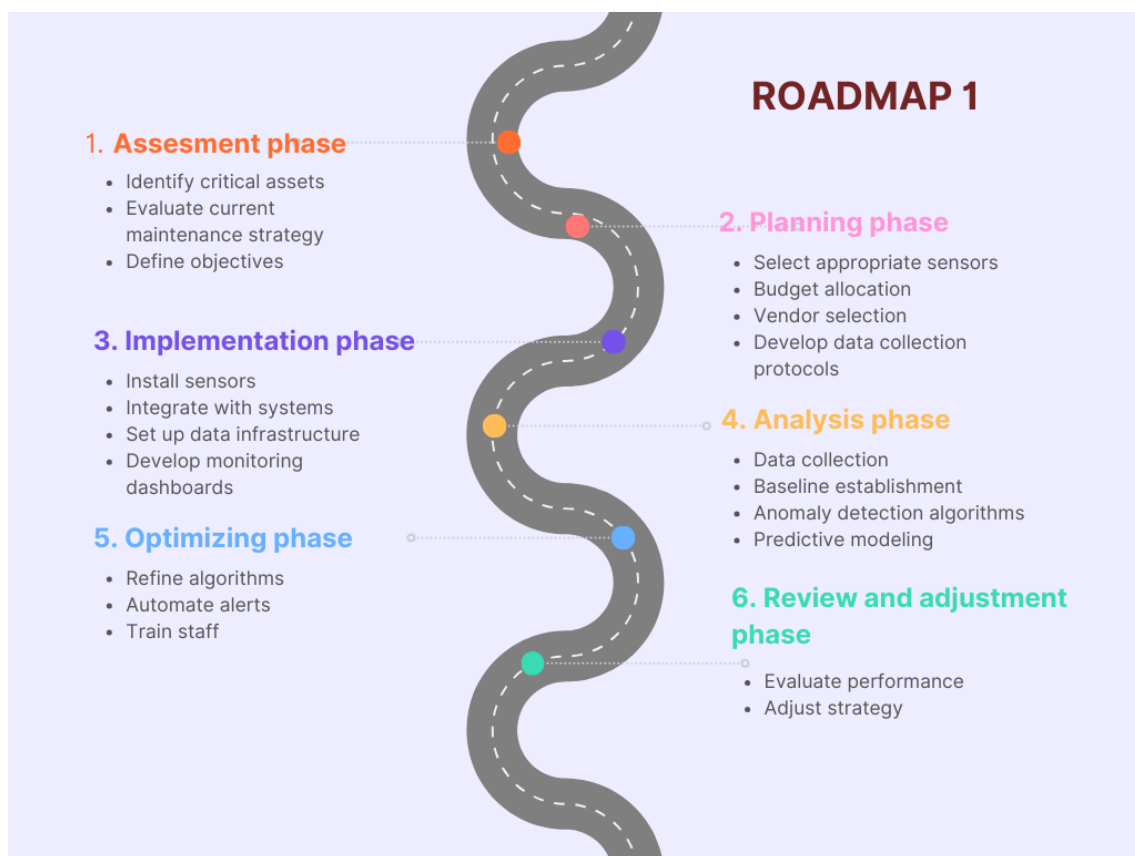 ROADMAP 1
1. Assesment phase
• Identify critical assets
• Evaluate current
maintenance strategy
• Define objectives
2. Planning phase
• Select appropriate sensors
• Budget allocation
• Vendor selection
• Develop data collection
protocols
3. Implementation phase
• Install sensors
• Integrate with systems
• Set up data infrastructure
• Develop monitoring
dashboards
4. Analysis phase
• Data collection
• Baseline establishment
• Anomaly detection algorithms
• Predictive modeling
5. Optimizing phase
• Refine algorithms
• Automate alerts
• Train staff
6. Review and adjustment
phase
• Evaluate performance
• Adjust strategy